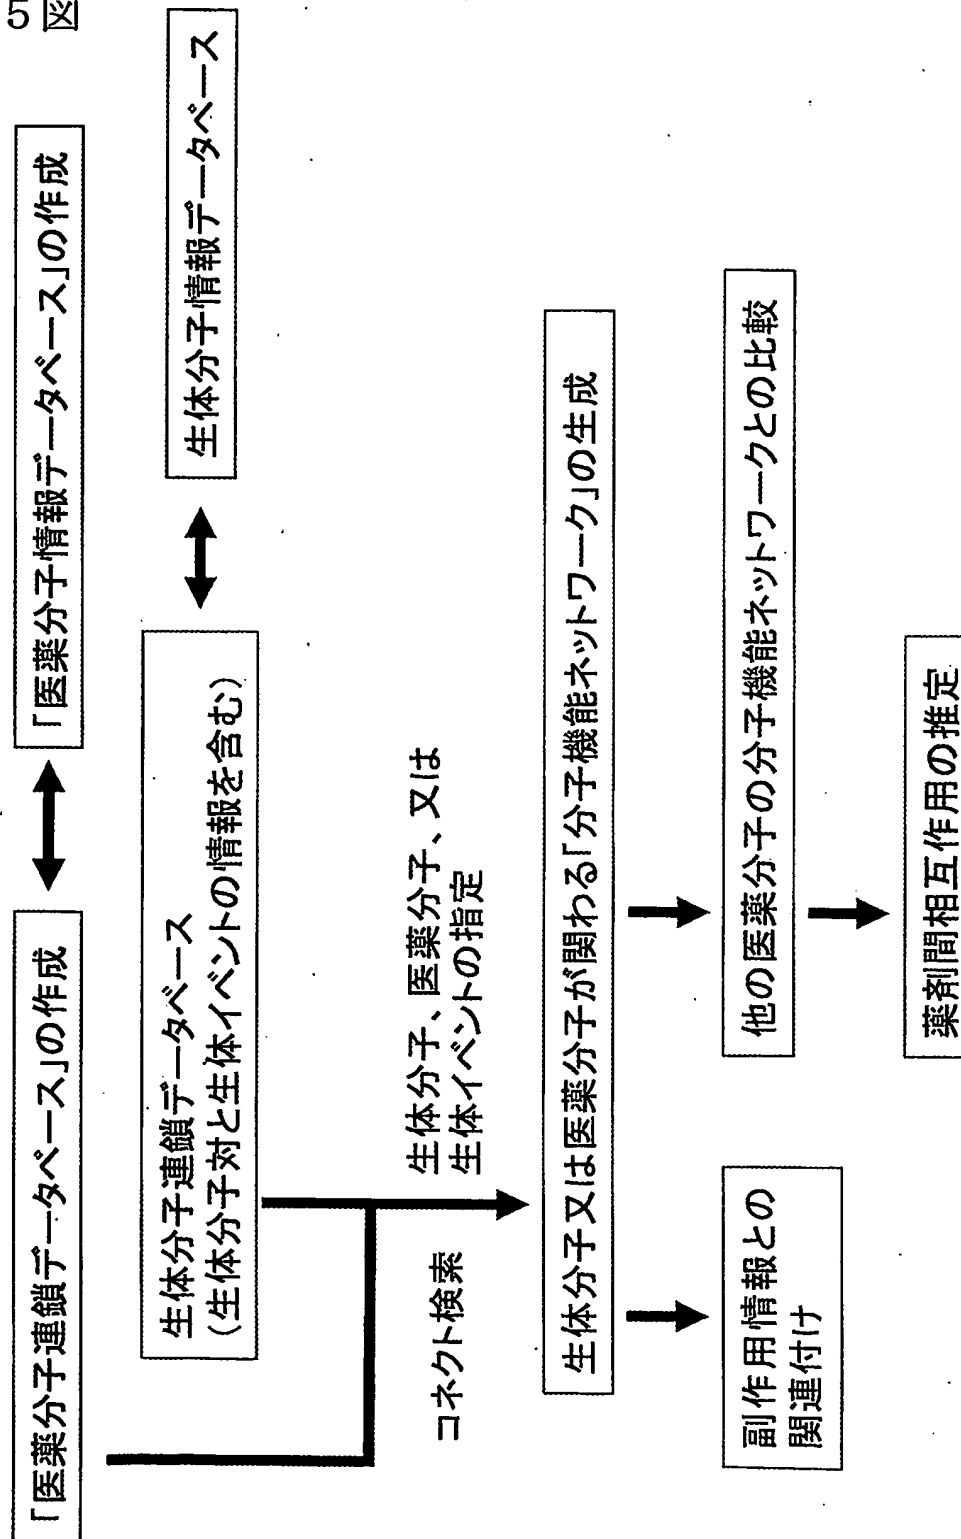 5図
「医薬分子連鎖データベース」の作成
「医薬分子情報データベース」の作成
生体分子連鎖データベース
(生体分子対と生体イベントの情報を含む)
生体分子情報データベース
コネクト検索
生体分子、医薬分子、又は
生体イベントの指定
生体分子又は医薬分子が関わる「分子機能ネットワーク」の生成
副作用情報との
関連付け
他の医薬分子の分子機能ネットワークとの比較
薬剤間相互作用の推定